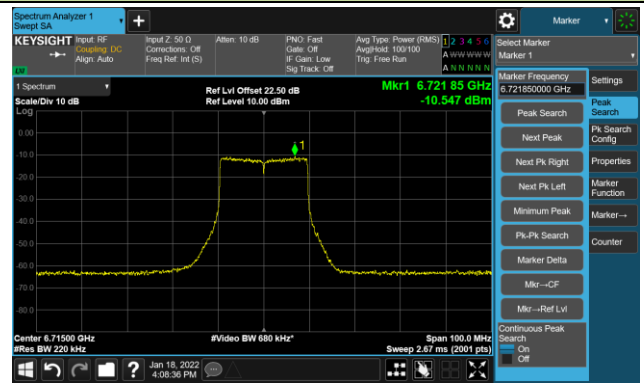 Spectrum Analyzer 1
Swept SA
Marker
KEYSIGHT
Input: RF
Coupling: DC
Align: Auto
Input Z: 50 Ω
Corrections: Off
Freq Ref: Int (S)
Atten: 10 dB
PNO: Fast
Gate: Off
IF Gain: Low
Sig Track: Off
Avg Type: Power (RMS)
Avg|Hold: 100/100
Trig: Free Run
1 2 3 4 5 6
A W W W W W
A N N N N N
LW
1 Spectrum
Scale/Div 10 dB
Ref Lvl Offset 22.50 dB
Ref Level 10.00 dBm
Mkr1 6.721 85 GHz
-10.547 dBm
Log
0.00
-10.0
-20.0
-30.0
-40.0
-50.0
-60.0
-70.0
-80.0
1
Center 6.71500 GHz
#Res BW 220 kHz
#Video BW 680 kHz*
Span 100.0 MHz
Sweep 2.67 ms (2001 pts)
Jan 18, 2022
4:08:36 PM
Select Marker
Marker 1
Marker Frequency
6.721850000 GHz
Peak Search
Next Peak
Next Pk Right
Next Pk Left
Minimum Peak
Pk-Pk Search
Marker Delta
Mkr→CF
Mkr→Ref Lvl
Continuous Peak
Search
On
Off
Settings
Peak
Search
Pk Search
Config
Properties
Marker
Function
Marker→
Counter